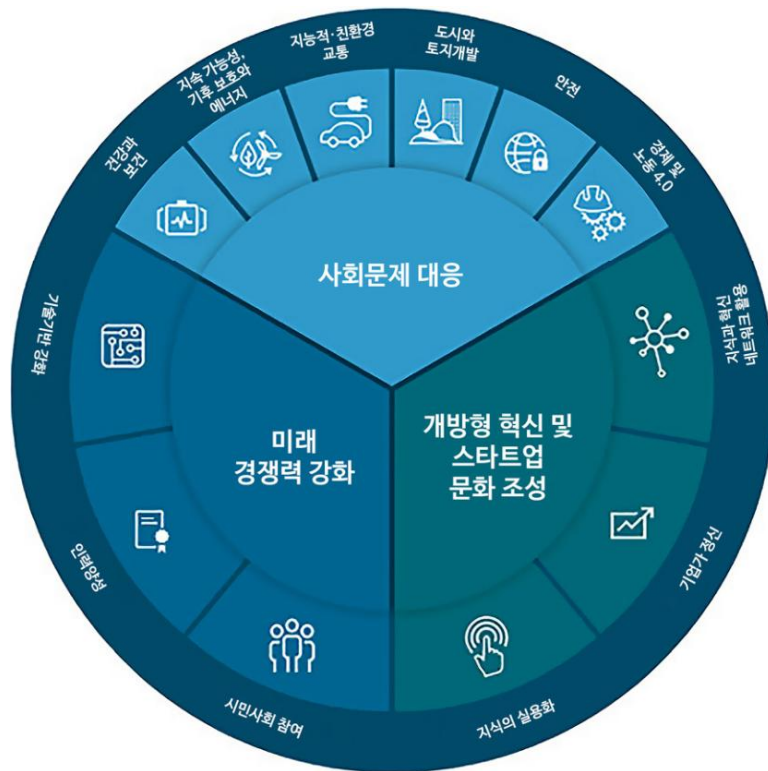 건강과
보건
지속 가능성,
기후 보호와
에너지
지능적·친환경
교통
도시와
토지개발
안전
경제 및
노동 4.0
사회문제 대응
기술기반 강화
인력양성
시민사회 참여
미래
경쟁력 강화
지식과 혁신
네트워크 활용
기업가 정신
지식의 실용화
개방형 혁신 및
스타트업
문화 조성